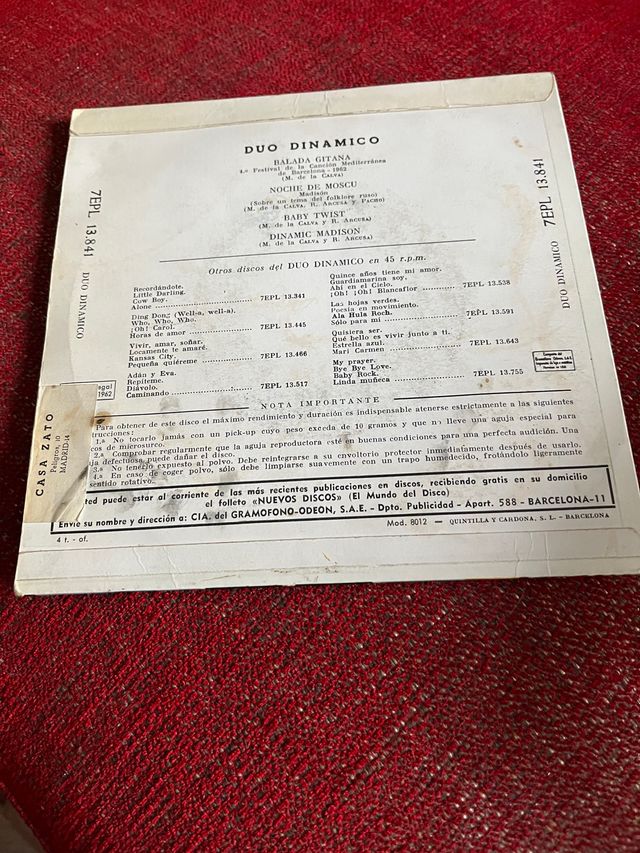 DUO DINAMICO
BALADA GITANA
4.º Festival de la Canción Mediterránea
de Barcelona - 1962
(M. de la CALVA)
NOCHE DE MOSCU
Madisón
(Sobre un tema del folklore ruso)
(M. de la CALVA, R. ARCUSA y PACHO)
BABY TWIST
(M. de la CALVA y R. ARCUSA)
DINAMIC MADISON
(M. de la CALVA y R. ARCUSA)
7EPL 13.841
DUO DINAMICO
7EPL 13.841
DUO DINAMICO
Otros discos del DUO DINAMICO en 45 r.p.m.
Recordándote.
Little Darling.
Cow Boy.
Alone 7EPL 13.341
Ding Dong (Well-a, well-a).
Who, Who, Who.
¡Oh! Carol.
Horas de amor 7EPL 13.445
Vivir, amar, soñar.
Locamente te amaré.
Kansas City.
Pequeña quiéreme 7EPL 13.466
Adán y Eva.
Repiteme.
Diávolo.
Caminando 7EPL 13.517
Quince años tiene mi amor.
Guardiamarina soy.
Ahí en el Cielo.
¡Oh! ¡Oh! Blancaflor 7EPL 13.538
Las hojas verdes.
Poesía en movimiento.
Ala Hula Rock.
Sólo para mí 7EPL 13.591
Quisiera ser.
Qué bello es vivir junto a ti.
Estrella azul.
Mari Carmen 7EPL 13.643
My prayer.
Bye Bye Love.
Baby Rock.
Linda muñeca 7EPL 13.755
egal
1962
NOTA IMPORTANTE
Para obtener de este disco el máximo rendimiento y duración es indispensable atenerse estrictamente a las siguientes
trucciones:
1.ª No tocarlo jamás con un pick-up cuyo peso exceda de 10 gramos y que no lleve una aguja especial para
cos de microsurco.
2.ª Comprobar regularmente que la aguja reproductora esté en buenas condiciones para una perfecta audición. Una
ja defectuosa puede dañar el disco.
3.ª No tenerlo expuesto al polvo. Debe reintegrarse a su envoltorio protector inmediatamente después de usarlo.
4.ª En caso de coger polvo, sólo debe limpiarse suavemente con un trapo humedecido, frotándolo ligeramente
sentido rotativo.
CASA ZATO
Peligros, 10
MADRID-14
ted puede estar al corriente de las más recientes publicaciones en discos, recibiendo gratis en su domicilio
el folleto «NUEVOS DISCOS» (El Mundo del Disco)
Envíe su nombre y dirección a: CIA. del GRAMOFONO-ODEON, S.A.E. - Dpto. Publicidad - Apart. 588 - BARCELONA-11
4 t. - of.
Mod. 8012 — QUINTILLA Y CARDONA, S. L. - BARCELONA